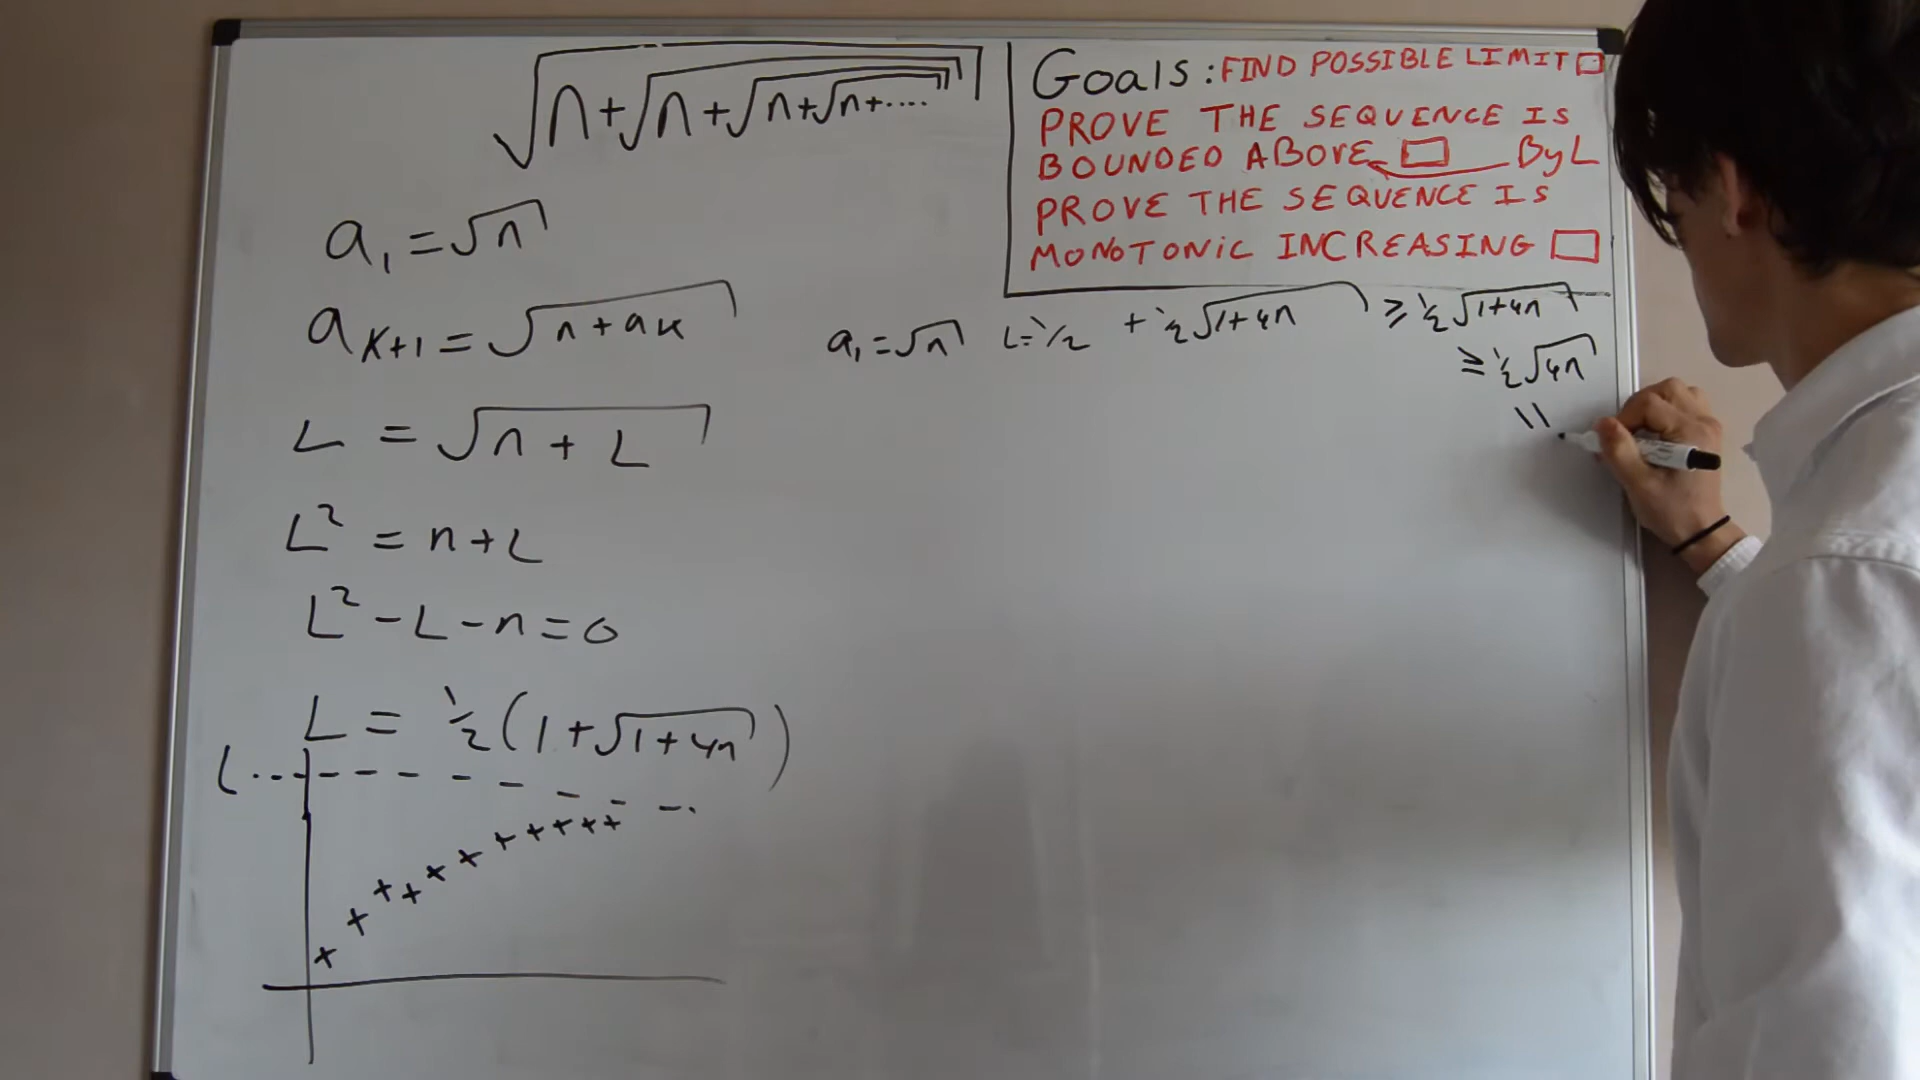 √(n+√(n+√(n+√(n+....
Goals: FIND POSSIBLE LIMIT □
PROVE THE SEQUENCE IS
BOUNDED ABOVE □ By L
PROVE THE SEQUENCE IS
MONOTONIC INCREASING □
a₁ = √n
aₖ₊₁ = √(n + aₖ)
a₁ = √n L = 1/2 + 1/2 √(1+4n) ≥ 1/2 √(1+4n)
≥ 1/2 √(4n)
L = √(n + L)
L² = n + L
L² - L - n = 0
L = 1/2 (1 + √(1+4n))
L